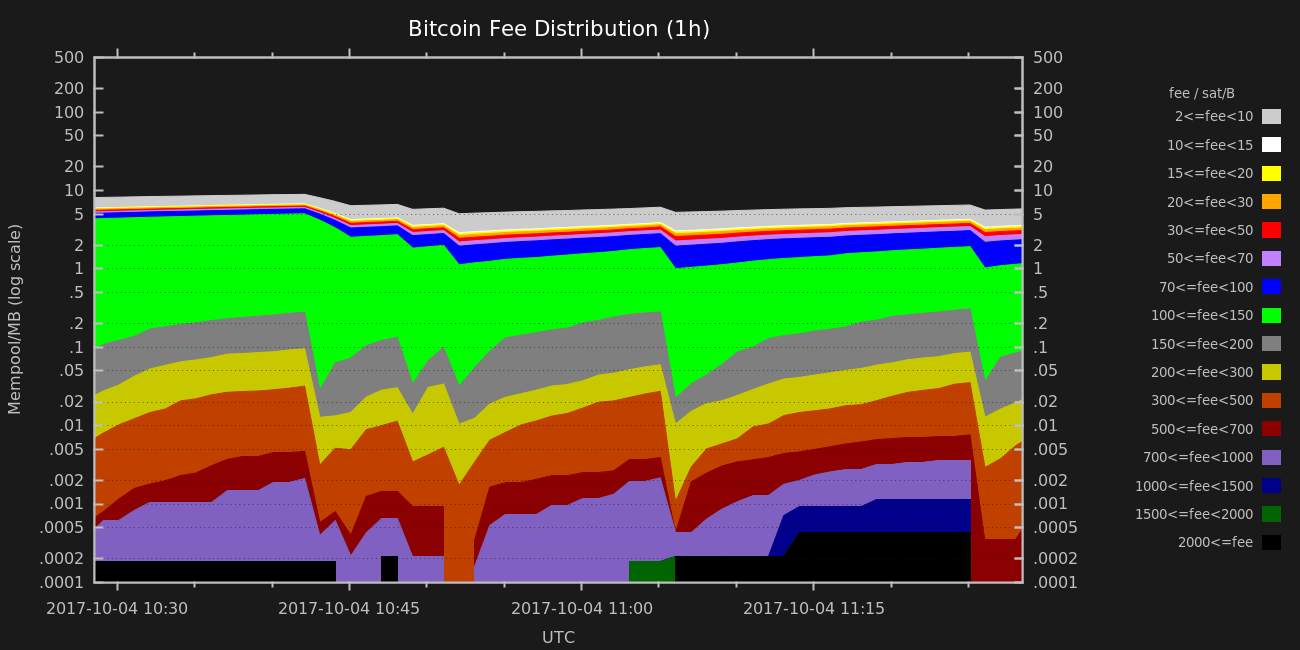 Bitcoin Fee Distribution (1h)
500
200
100
50
20
10
5
2
1
.5
.2
.1
.05
.02
.01
.005
.002
.001
.0005
.0002
.0001
Mempool/MB (log scale)
500
200
100
50
20
10
5
2
1
.5
.2
.1
.05
.02
.01
.005
.002
.001
.0005
.0002
.0001
2017-10-04 10:30 2017-10-04 10:45 2017-10-04 11:00 2017-10-04 11:15
UTC
fee / sat/B
2<=fee<10
10<=fee<15
15<=fee<20
20<=fee<30
30<=fee<50
50<=fee<70
70<=fee<100
100<=fee<150
150<=fee<200
200<=fee<300
300<=fee<500
500<=fee<700
700<=fee<1000
1000<=fee<1500
1500<=fee<2000
2000<=fee